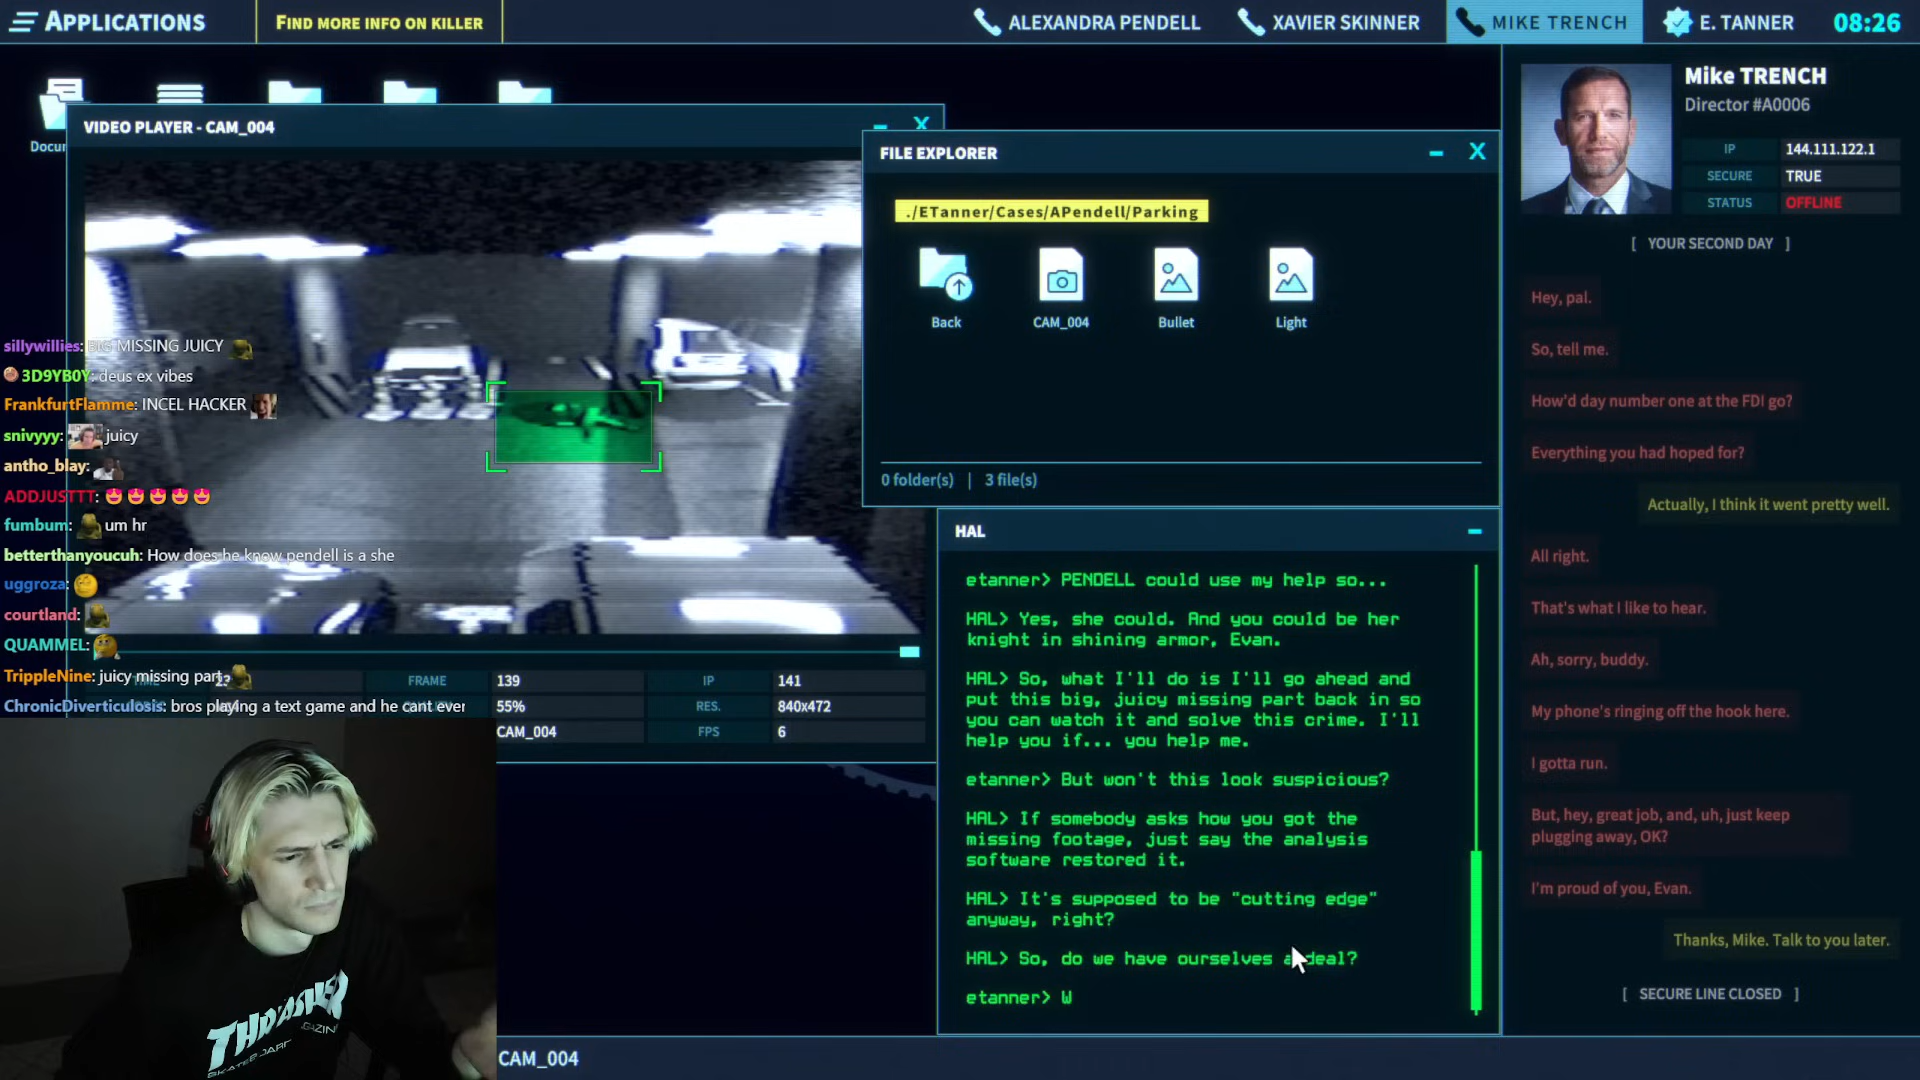 APPLICATIONS
FIND MORE INFO ON KILLER
ALEXANDRA PENDELL
XAVIER SKINNER
MIKE TRENCH
E. TANNER
08:26
VIDEO PLAYER - CAM_004
X
FILE EXPLORER
X
./ETanner/Cases/APendell/Parking
Back
CAM_004
Bullet
Light
0 folder(s) | 3 file(s)
sillywillies: BIG MISSING JUICY
3D9YB0Y: deus ex vibes
FrankfurtFlamme: INCEL HACKER
snivyyy: juicy
antho_blay:
ADDJUSTTT:
fumbum: um hr
betterthanyoucuh: How does he know pendell is a she
uggroza:
courtland:
QUAMMEL:
TrippleNine: juicy missing part
ChronicDiverticulosis: bros playing a text game and he cant ever
FRAME 139 IP 141
55% RES. 840x472
CAM_004 FPS 6
HAL
etanner> PENDELL could use my help so...
HAL> Yes, she could. And you could be her
knight in shining armor, Evan.
HAL> So, what I'll do is I'll go ahead and
put this big, juicy missing part back in so
you can watch it and solve this crime. I'll
help you if... you help me.
etanner> But won't this look suspicious?
HAL> If somebody asks how you got the
missing footage, just say the analysis
software restored it.
HAL> It's supposed to be "cutting edge"
anyway, right?
HAL> So, do we have ourselves a deal?
etanner> W
Mike TRENCH
Director #A0006
IP 144.111.122.1
SECURE TRUE
STATUS OFFLINE
[ YOUR SECOND DAY ]
Hey, pal.
So, tell me.
How'd day number one at the FDI go?
Everything you had hoped for?
Actually, I think it went pretty well.
All right.
That's what I like to hear.
Ah, sorry, buddy.
My phone's ringing off the hook here.
I gotta run.
But, hey, great job, and, uh, just keep
plugging away, OK?
I'm proud of you, Evan.
Thanks, Mike. Talk to you later.
[ SECURE LINE CLOSED ]
CAM_004
THRASHER